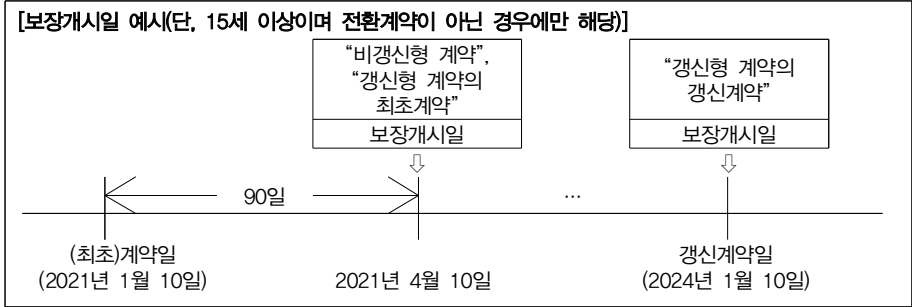 [보장개시일 예시(단, 15세 이상이며 전환계약이 아닌 경우에만 해당)]
“비갱신형 계약”,
“갱신형 계약의
최초계약”
보장개시일
“갱신형 계약의
갱신계약”
보장개시일
90일
...
(최초)계약일
(2021년 1월 10일)
2021년 4월 10일
갱신계약일
(2024년 1월 10일)